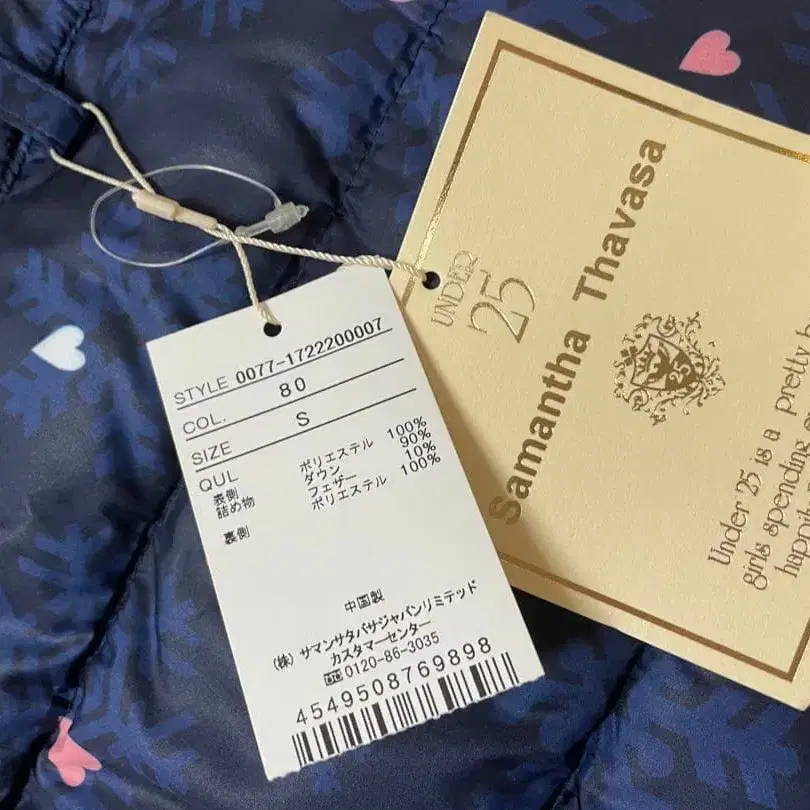 STYLE 0077-1722200007
COL. 80
SIZE S
QUL
表側 ポリエステル 100%
詰め物 ダウン 90%
フェザー 10%
裏側 ポリエステル 100%
中国製
(株) サマンサタバサジャパンリミテッド
カスタマーセンター
0120-86-3035
4549508769898
UNDER
25
Samantha Thavasa
25
Under 25 is a pretty
girls spending